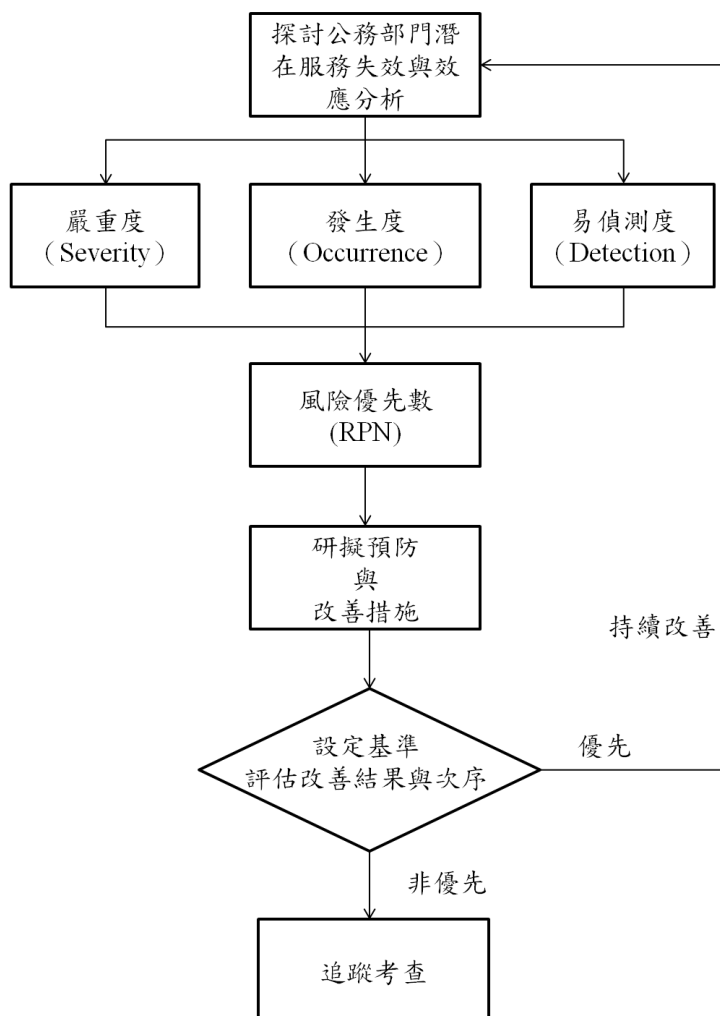 探討公務部門潛
在服務失效與效
應分析
嚴重度
（Severity）
發生度
（Occurrence）
易偵測度
（Detection）
風險優先數
(RPN)
研擬預防
與
改善措施
持續改善
設定基準
評估改善結果與次序
優先
非優先
追蹤考查